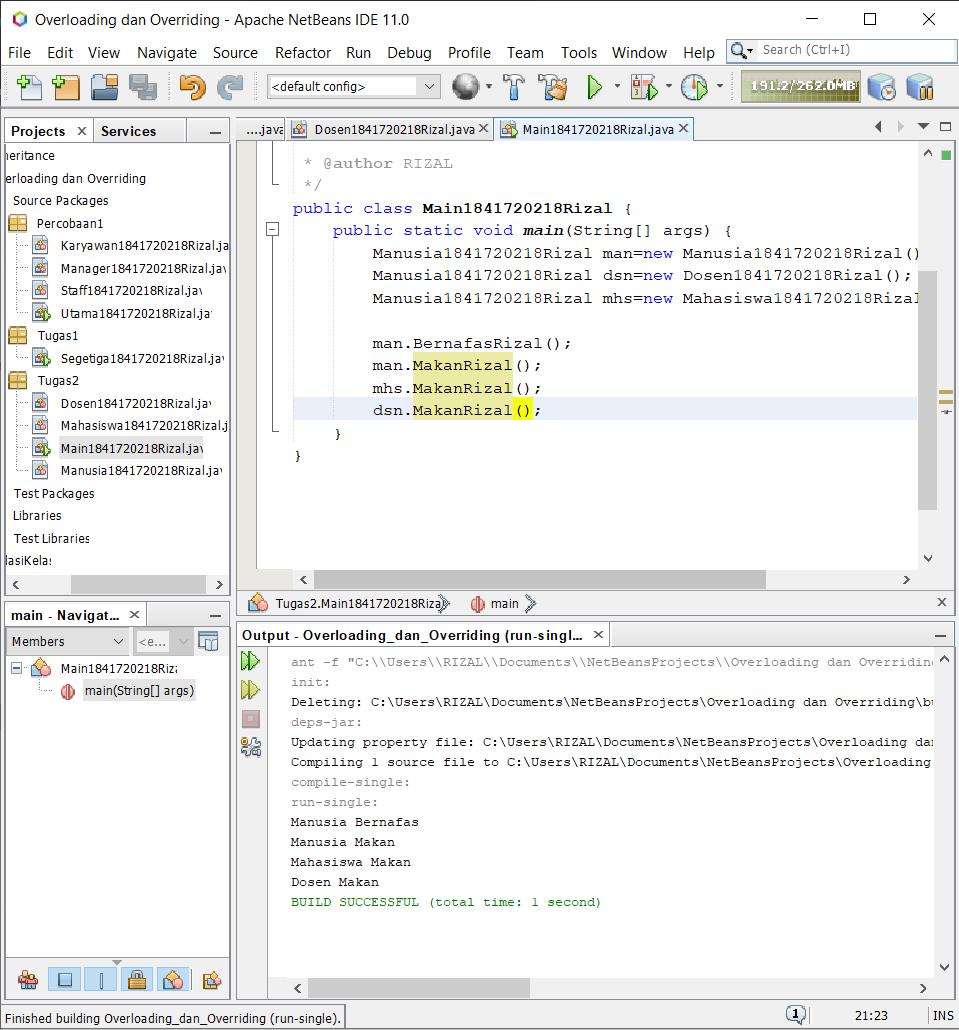 Overloading dan Overriding - Apache NetBeans IDE 11.0
File Edit View Navigate Source Refactor Run Debug Profile Team Tools Window Help Search (Ctrl+I)
<default config> 191.2/262.0MB
Projects Services
heritance
erloading dan Overriding
Source Packages
Percobaan1
Karyawan1841720218Rizal.ja
Manager1841720218Rizal.jav
Staff1841720218Rizal.jav
Utama1841720218Rizal.jav
Tugas1
Segetiga1841720218Rizal.jav
Tugas2
Dosen1841720218Rizal.jav
Mahasiswa1841720218Rizal.j
Main1841720218Rizal.jav
Manusia1841720218Rizal.jav
Test Packages
Libraries
Test Libraries
lasiKelas
....java Dosen1841720218Rizal.java Main1841720218Rizal.java
* @author RIZAL
*/
public class Main1841720218Rizal {
public static void main(String[] args) {
Manusia1841720218Rizal man=new Manusia1841720218Rizal()
Manusia1841720218Rizal dsn=new Dosen1841720218Rizal();
Manusia1841720218Rizal mhs=new Mahasiswa1841720218Rizal
man.BernafasRizal();
man.MakanRizal();
mhs.MakanRizal();
dsn.MakanRizal();
}
}
Tugas2.Main1841720218Rizal main
main - Navigat...
Members <e...
Main1841720218Riza
main(String[] args)
Output - Overloading_dan_Overriding (run-singl...
ant -f "C:\\Users\\RIZAL\\Documents\\NetBeansProjects\\Overloading dan Overriding
init:
Deleting: C:\Users\RIZAL\Documents\NetBeansProjects\Overloading dan Overriding\bu
deps-jar:
Updating property file: C:\Users\RIZAL\Documents\NetBeansProjects\Overloading dan
Compiling 1 source file to C:\Users\RIZAL\Documents\NetBeansProjects\Overloading
compile-single:
run-single:
Manusia Bernafas
Manusia Makan
Mahasiswa Makan
Dosen Makan
BUILD SUCCESSFUL (total time: 1 second)
Finished building Overloading_dan_Overriding (run-single). 1 21:23 INS